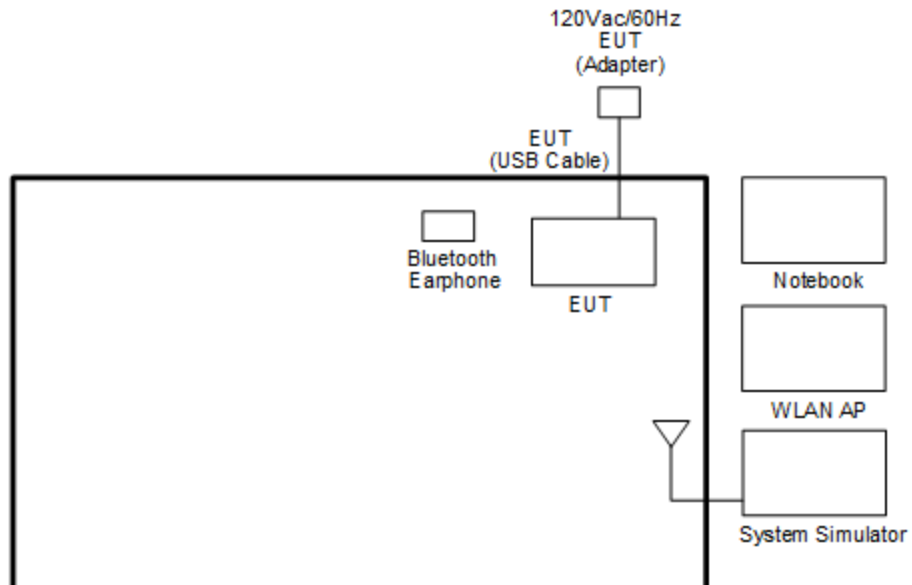 120Vac/60Hz
EUT
(Adapter)
EUT
(USB Cable)
Bluetooth
Earphone
EUT
Notebook
WLAN AP
System Simulator